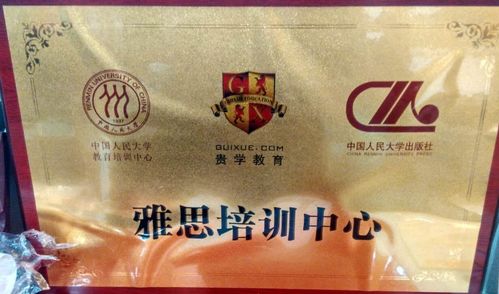 RENMIN UNIVERSITY OF CHINA
1937
中国人民大学
中国人民大学
教育培训中心
G
GUIXUE EDUCATION
X
GUIXUE.COM
贵学教育
中国人民大学出版社
CHINA RENMIN UNIVERSITY PRESS
雅思培训中心